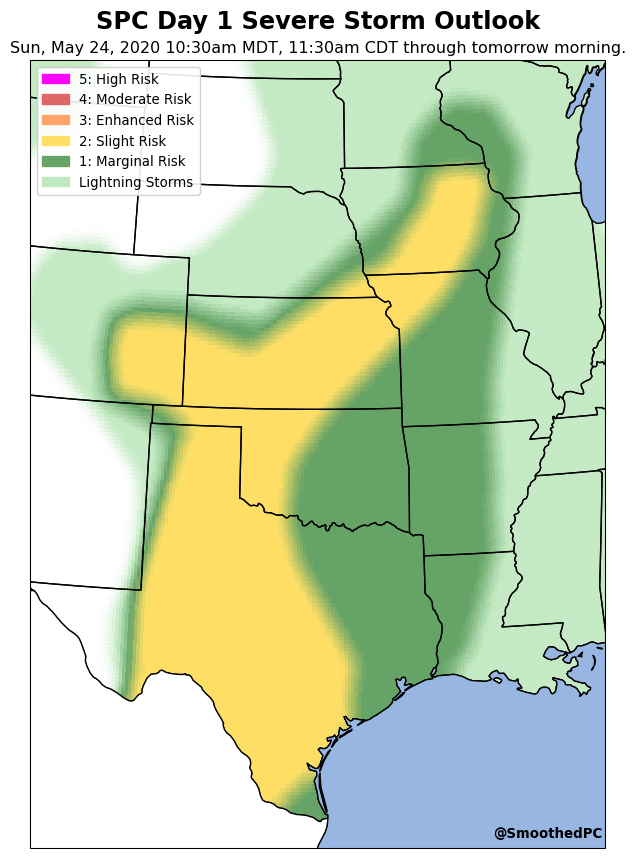 SPC Day 1 Severe Storm Outlook
Sun, May 24, 2020 10:30am MDT, 11:30am CDT through tomorrow morning.
5: High Risk
4: Moderate Risk
3: Enhanced Risk
2: Slight Risk
1: Marginal Risk
Lightning Storms
@SmoothedPC